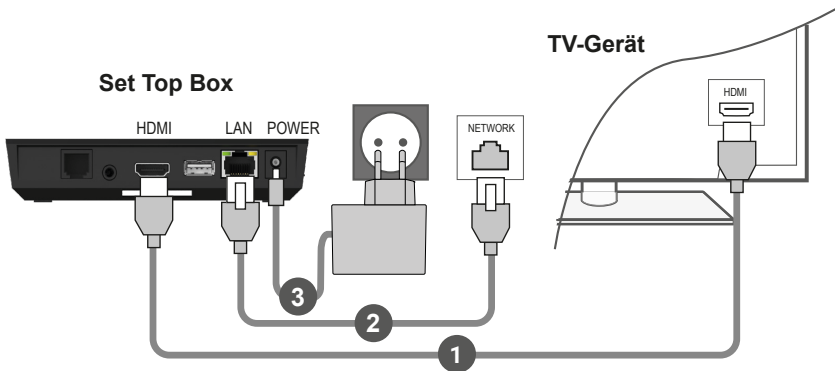 TV-Gerät
Set Top Box
HDMI
HDMI LAN POWER
NETWORK
3
2
1